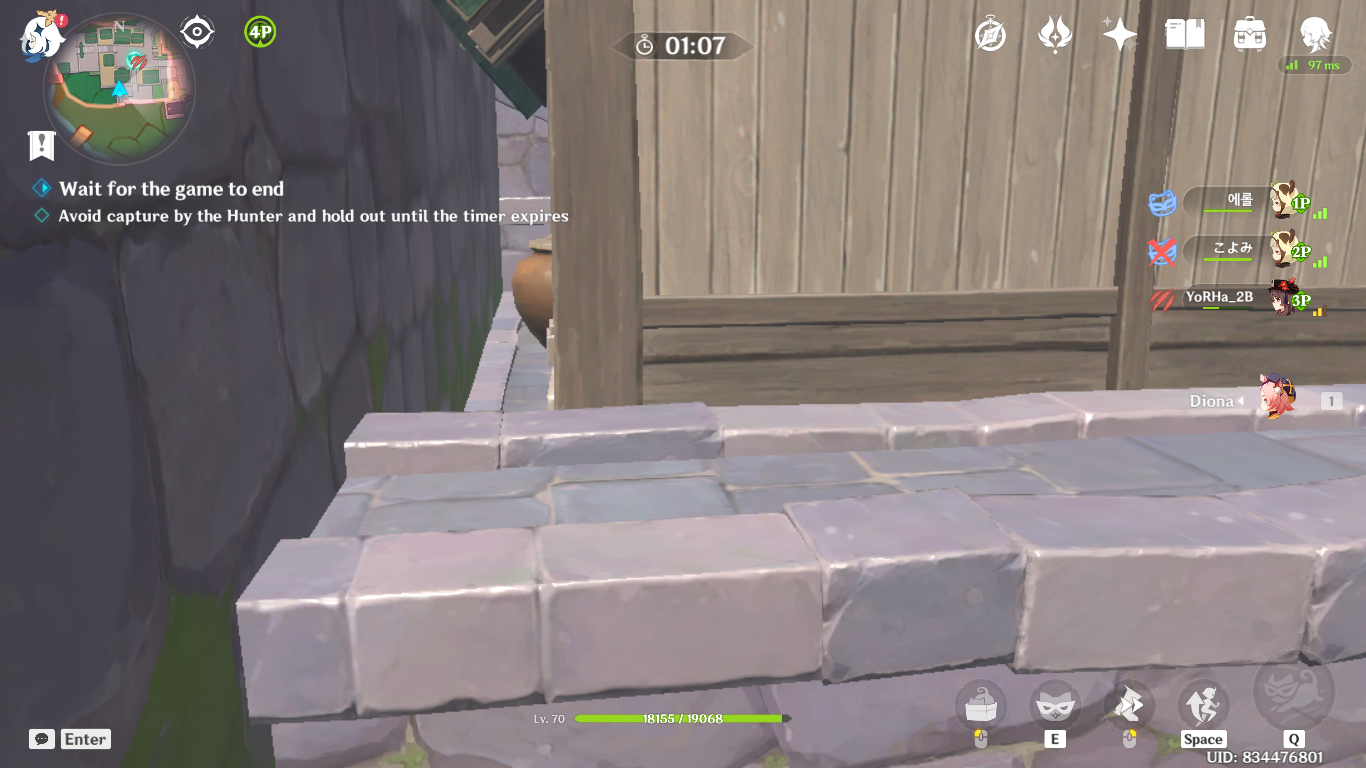 N
4P
01:07
97 ms
Wait for the game to end
Avoid capture by the Hunter and hold out until the timer expires
에롤
1P
こよみ
2P
YoRHa_2B
3P
Diona
1
Lv. 70
18155 / 19068
Enter
E
Space
Q
UID: 834476801